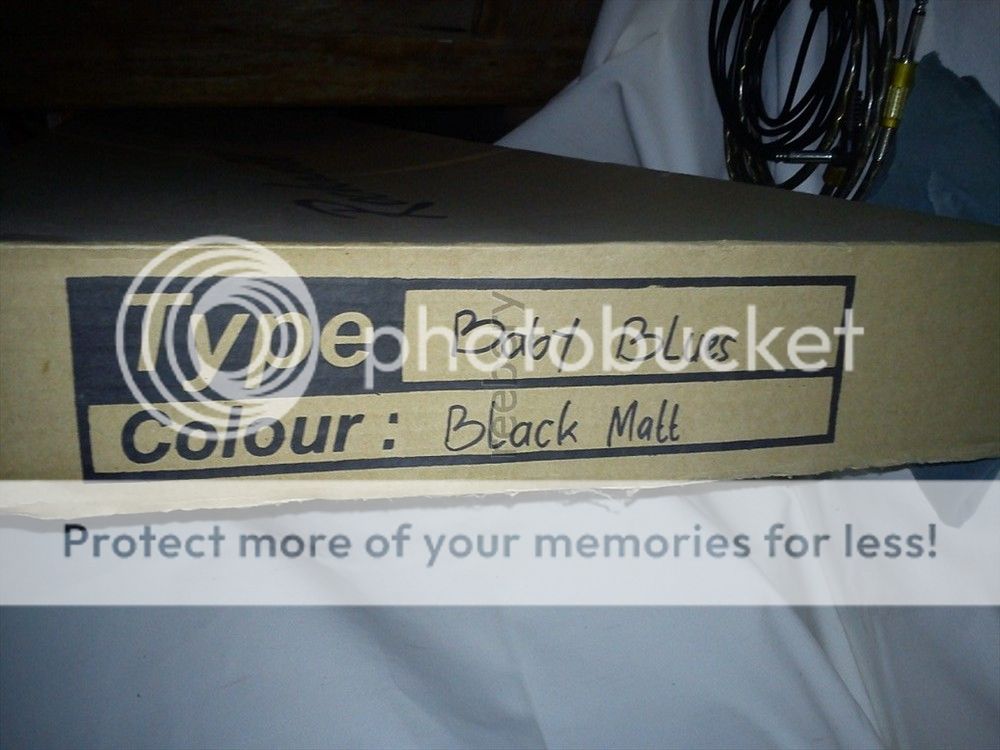 Type Baby Blues
Colour : Black Matt
photobucket
Protect more of your memories for less!